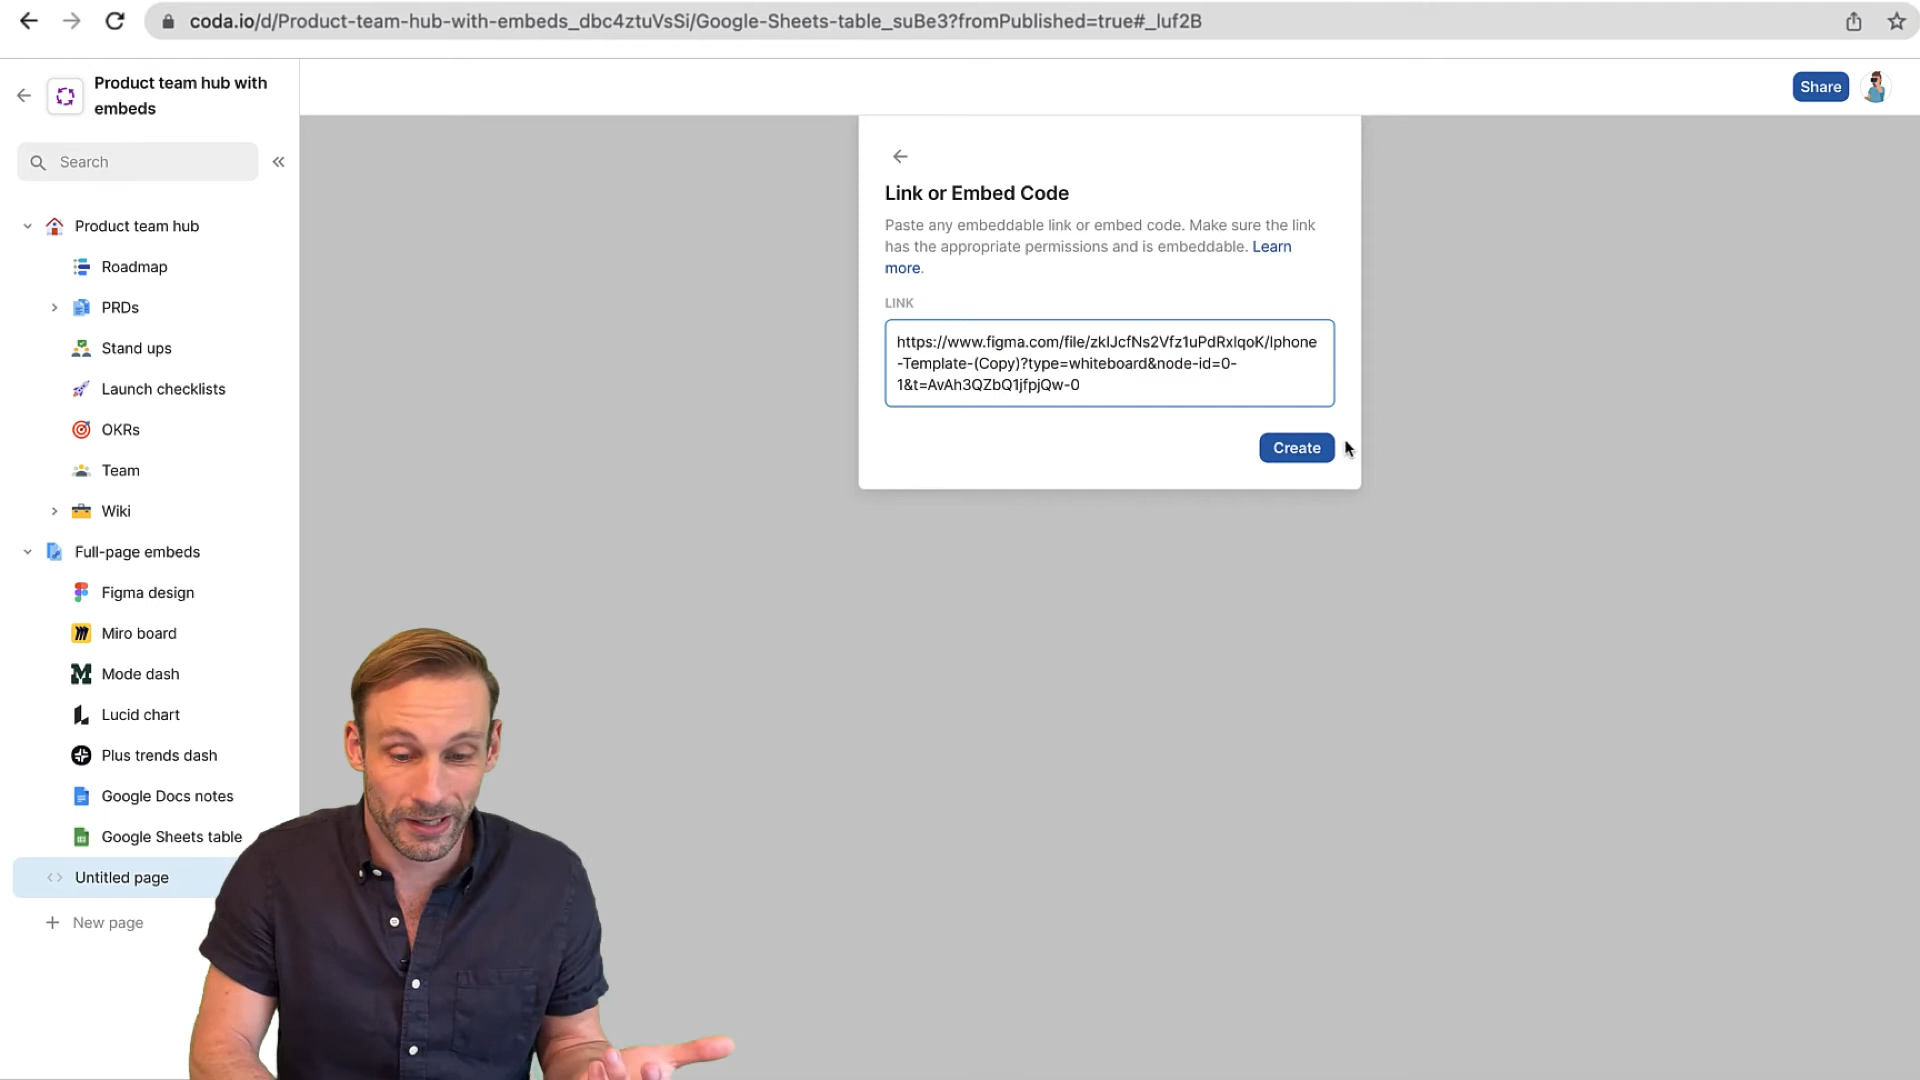 coda.io/d/Product-team-hub-with-embeds_dbc4ztuVsSi/Google-Sheets-table_suBe3?fromPublished=true#_luf2B
Product team hub with
embeds
Share
Search
Product team hub
Roadmap
PRDs
Stand ups
Launch checklists
OKRs
Team
Wiki
Full-page embeds
Figma design
Miro board
Mode dash
Lucid chart
Plus trends dash
Google Docs notes
Google Sheets table
Untitled page
New page
Link or Embed Code
Paste any embeddable link or embed code. Make sure the link
has the appropriate permissions and is embeddable. Learn
more.
LINK
https://www.figma.com/file/zklJcfNs2Vfz1uPdRxlqoK/Iphone
-Template-(Copy)?type=whiteboard&node-id=0-
1&t=AvAh3QZbQ1jfpjQw-0
Create